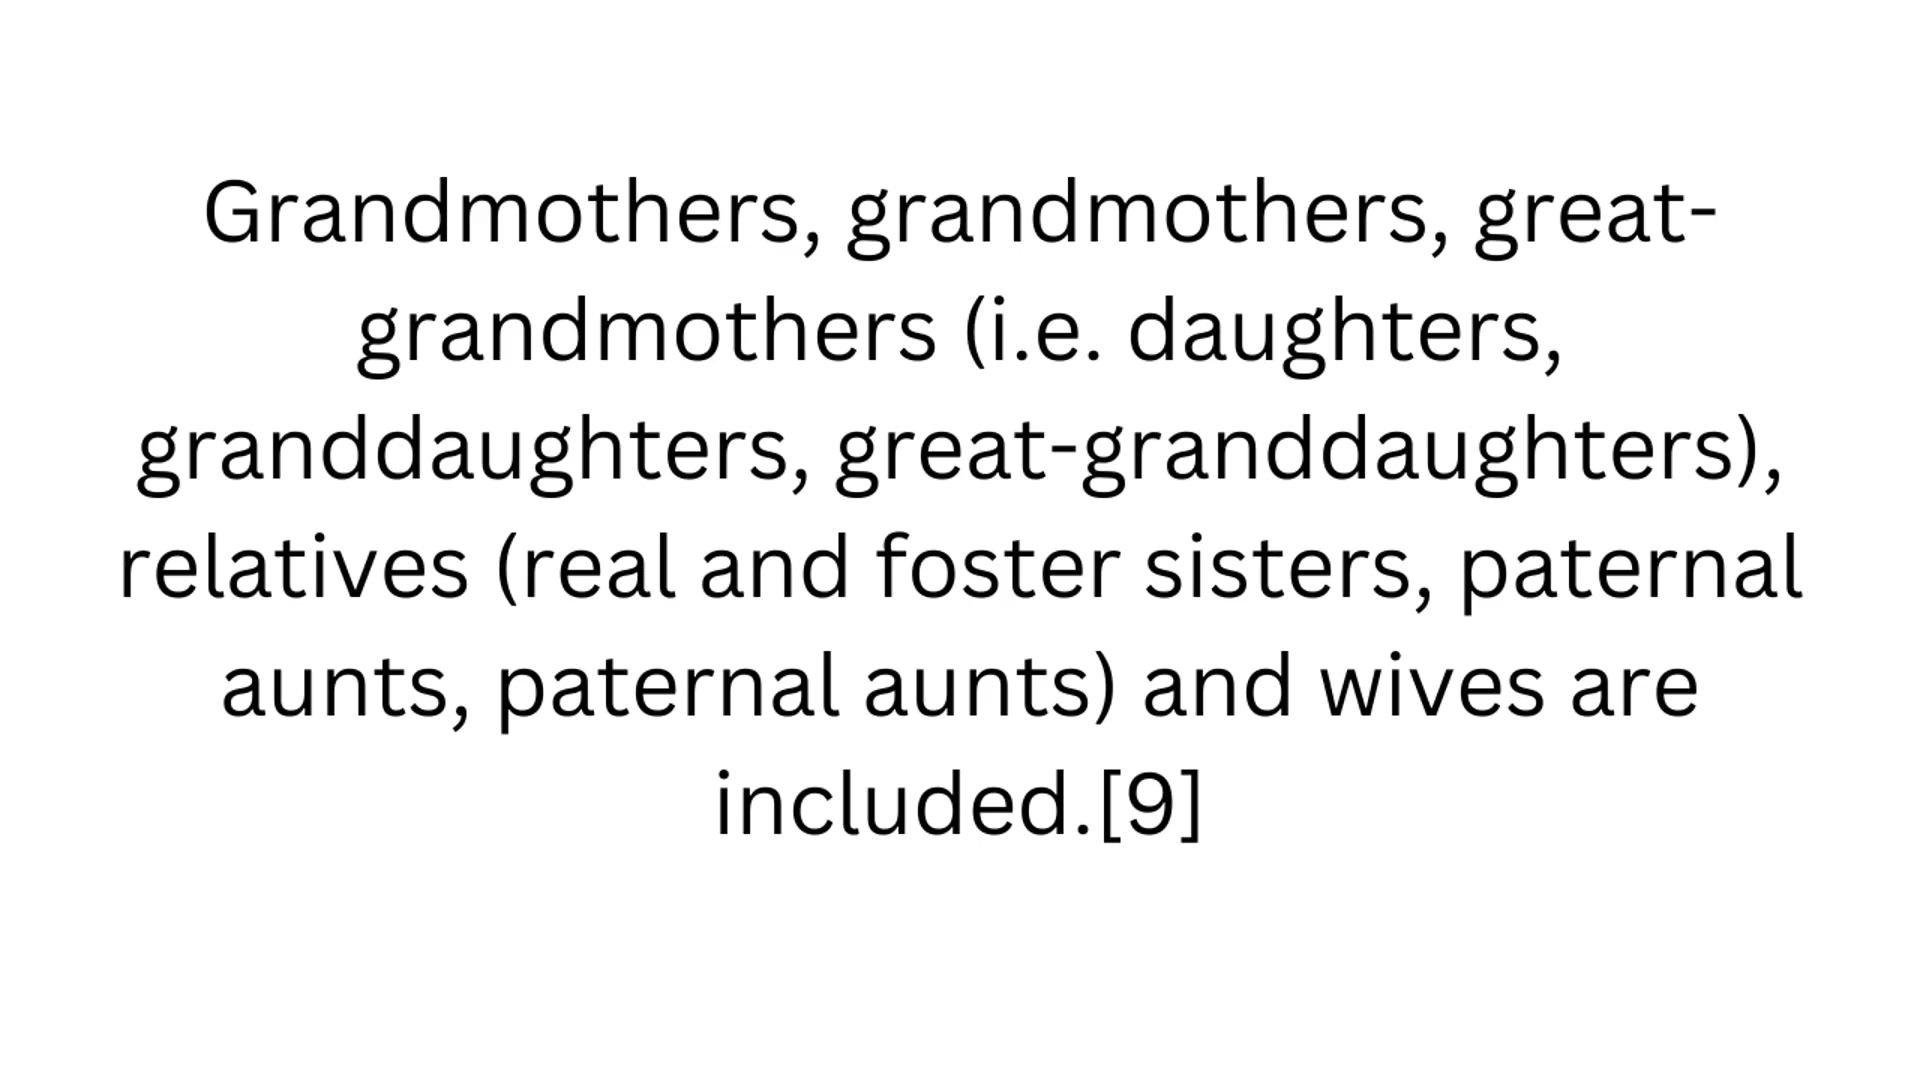 Grandmothers, grandmothers, great-
grandmothers (i.e. daughters,
granddaughters, great-granddaughters),
relatives (real and foster sisters, paternal
aunts, paternal aunts) and wives are
included.[9]